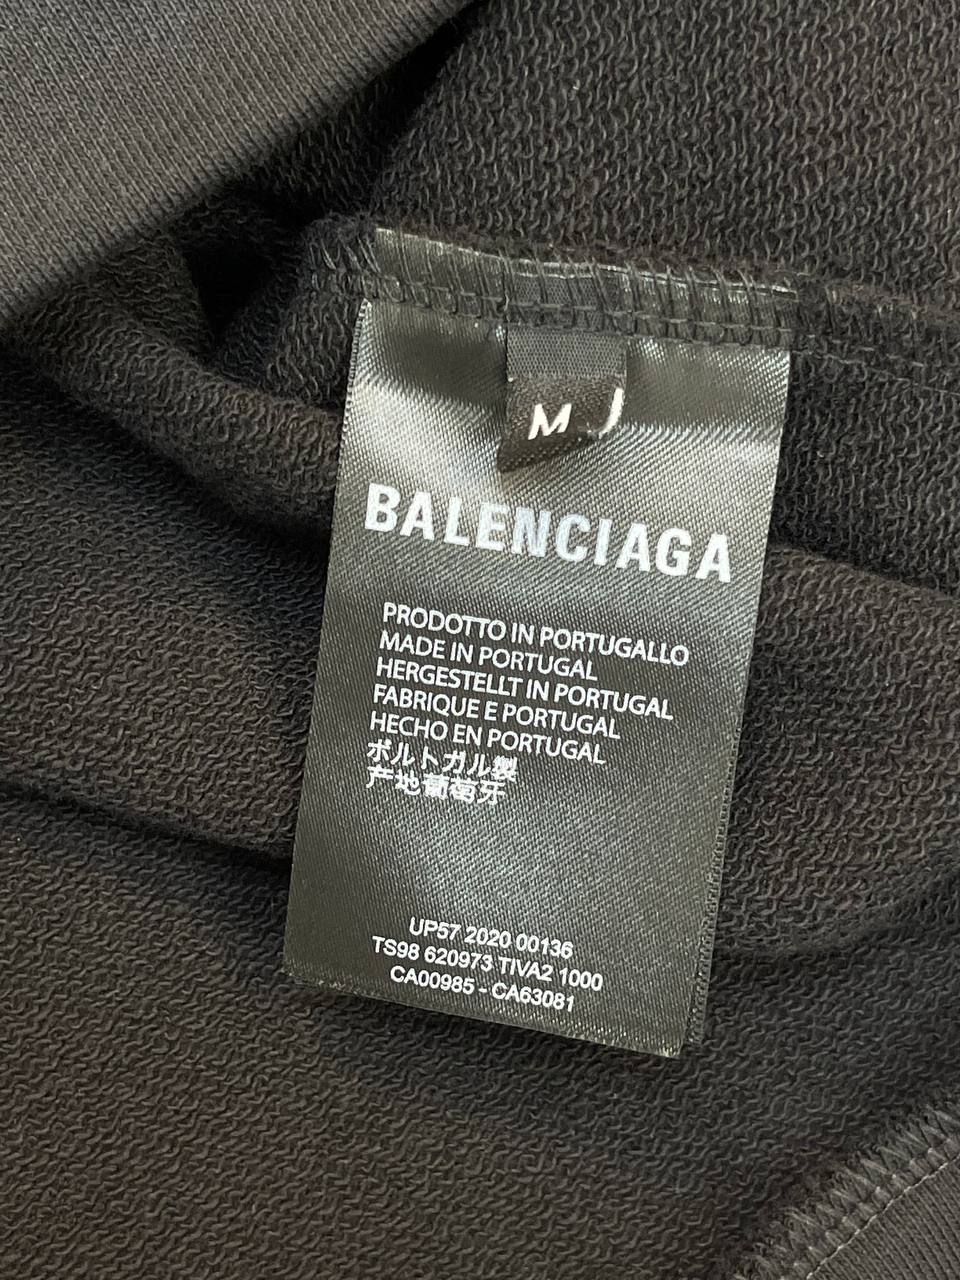 M
BALENCIAGA
PRODOTTO IN PORTUGALLO
MADE IN PORTUGAL
HERGESTELLT IN PORTUGAL
FABRIQUE E PORTUGAL
HECHO EN PORTUGAL
ポルトガル製
产地葡萄牙
UP57 2020 00136
TS98 620973 TIVA2 1000
CA00985 - CA63081